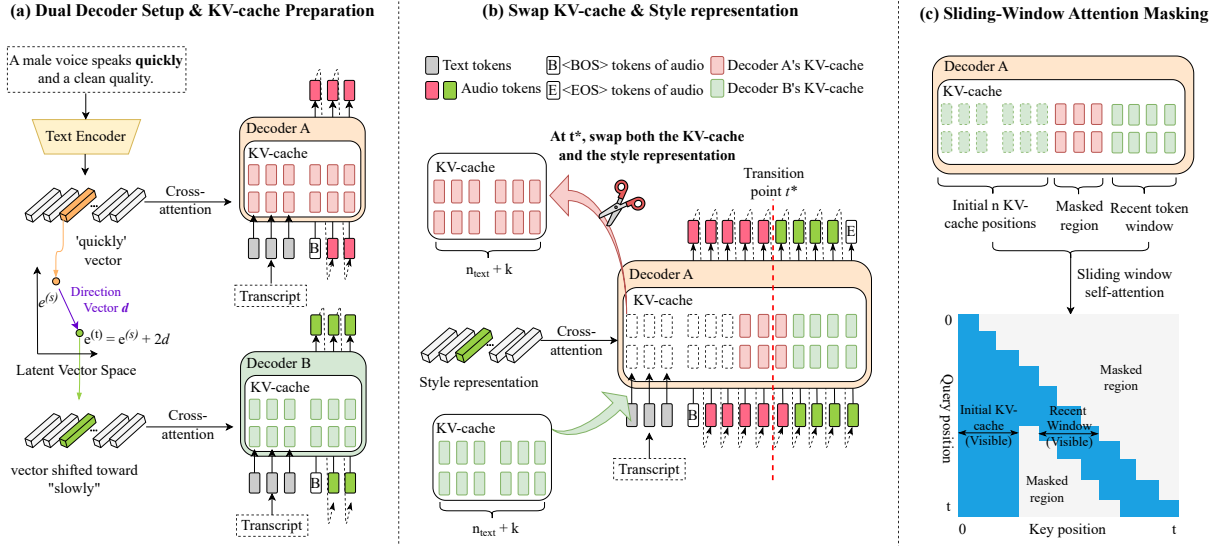 (a) Dual Decoder Setup & KV-cache Preparation
A male voice speaks quickly
and a clean quality.
Text Encoder
...
Cross-
attention
'quickly'
vector
e(s)
Direction
Vector d
e(t) = e(s) + 2d
Latent Vector Space
...
Cross-
attention
vector shifted toward
"slowly"
Decoder A
KV-cache
B
Transcript
Decoder B
KV-cache
B
Transcript
(b) Swap KV-cache & Style representation
Text tokens
Audio tokens
B <BOS> tokens of audio
E <EOS> tokens of audio
Decoder A's KV-cache
Decoder B's KV-cache
At t*, swap both the KV-cache
and the style representation
KV-cache
n_text + k
Transition
point t*
E
Decoder A
KV-cache
...
Cross-
attention
Style representation
B
KV-cache
Transcript
n_text + k
(c) Sliding-Window Attention Masking
Decoder A
KV-cache
Initial n KV-
cache positions
Masked
region
Recent token
window
Sliding window
self-attention
0
Query position
t
Masked
region
Initial KV-
cache
(Visible)
Recent
Window
(Visible)
Masked
region
0
Key position
t